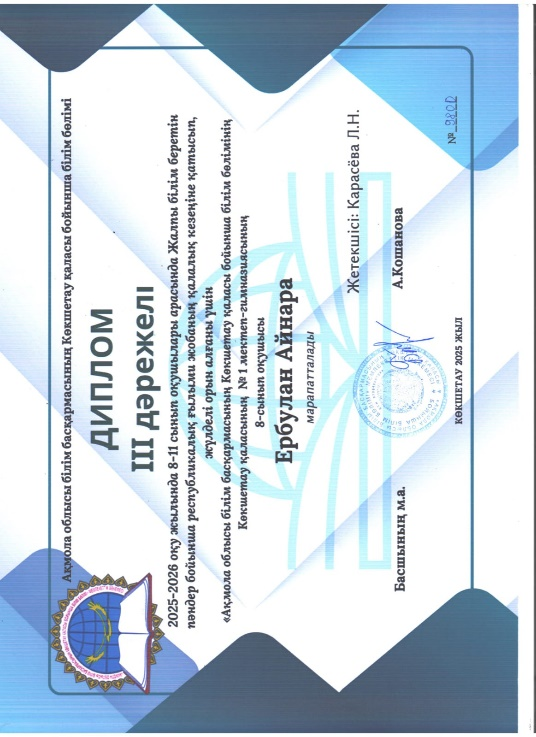 Ақмола облысы білім басқармасының Көкшетау қаласы бойынша білім бөлімі
ДИПЛОМ
III дәрежелі
2025-2026 оқу жылында 8-11 сынып оқушылары арасында Жалпы білім беретін
пәндер бойынша республикалық ғылыми жобаның қалалық кезеңіне қатысып,
жүлделі орын алғаны үшін
«Ақмола облысы білім басқармасының Көкшетау қаласы бойынша білім бөлімінің
Көкшетау қаласының №1 мектеп-гимназиясының
8-сынып оқушысы
Ербулан Айнара
марапатталады
Жетекшісі: Карасёва Л.Н.
Басшының м.а. А.Кошанова
КӨКШЕТАУ 2025 ЖЫЛ
№